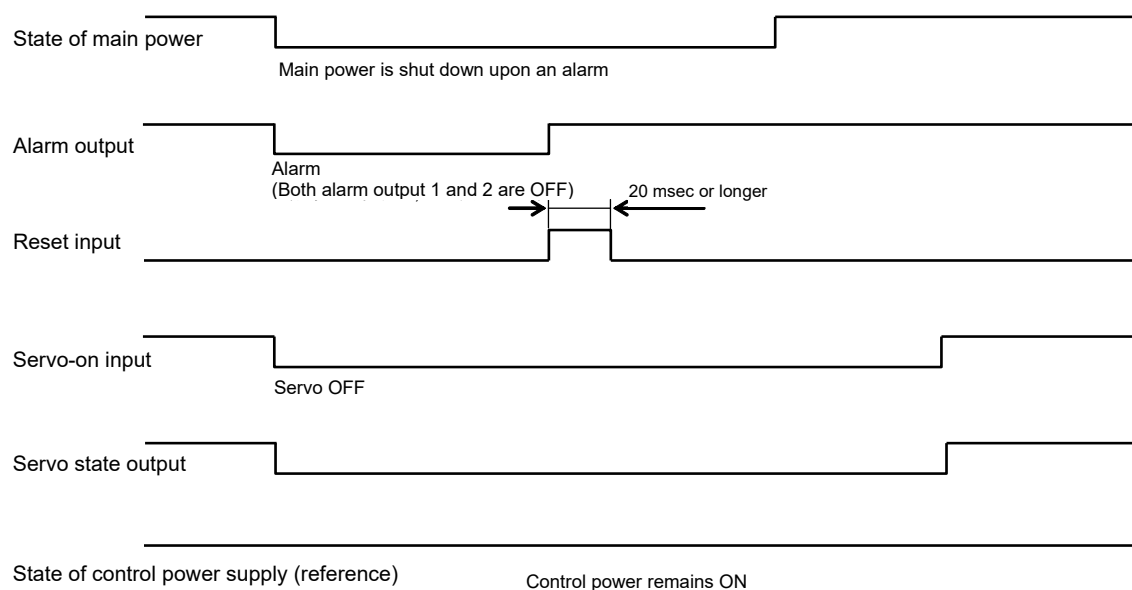 State of main power
Main power is shut down upon an alarm
Alarm output
Alarm
(Both alarm output 1 and 2 are OFF)
20 msec or longer
Reset input
Servo-on input
Servo OFF
Servo state output
State of control power supply (reference)
Control power remains ON